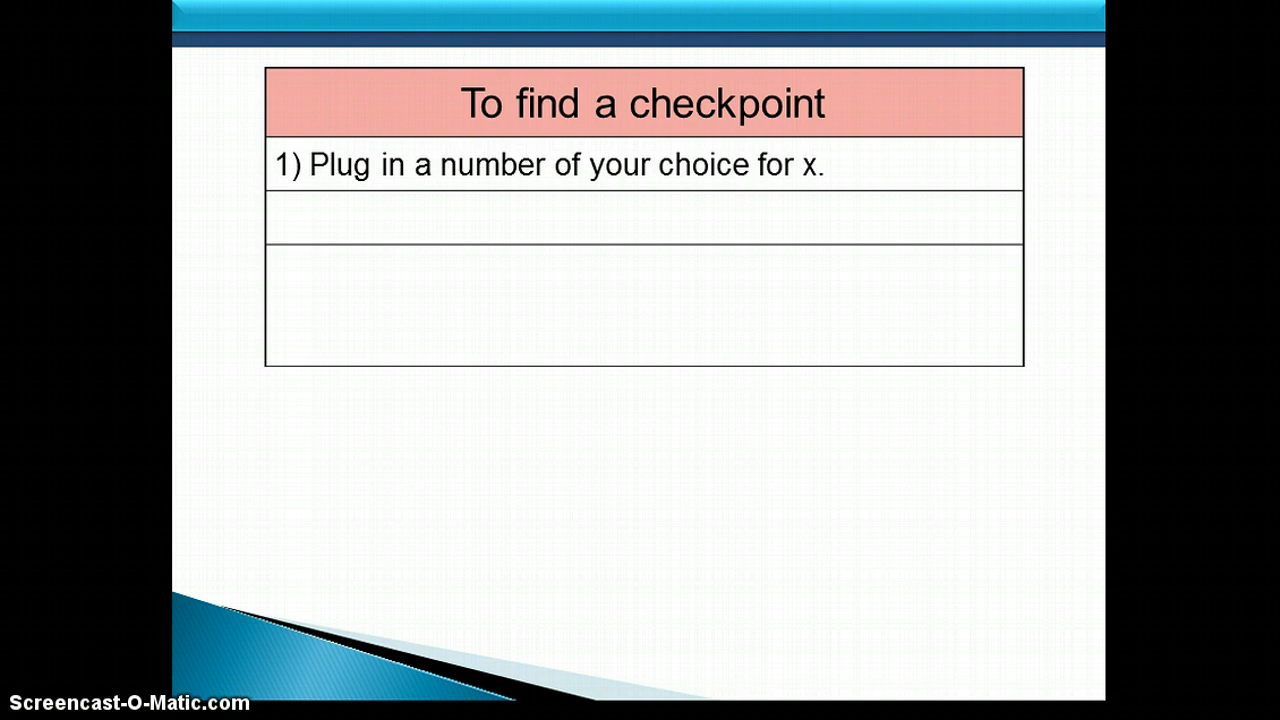 To find a checkpoint
1) Plug in a number of your choice for x.
Screencast-O-Matic.com